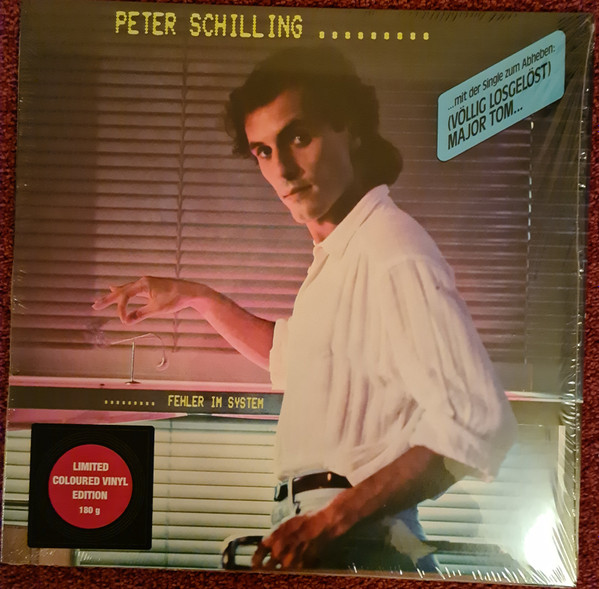 PETER SCHILLING .........
...mit der Single zum Abheben:
(VÖLLIG LOSGELÖST)
MAJOR TOM...
......... FEHLER IM SYSTEM
LIMITED
COLOURED VINYL
EDITION
180 g